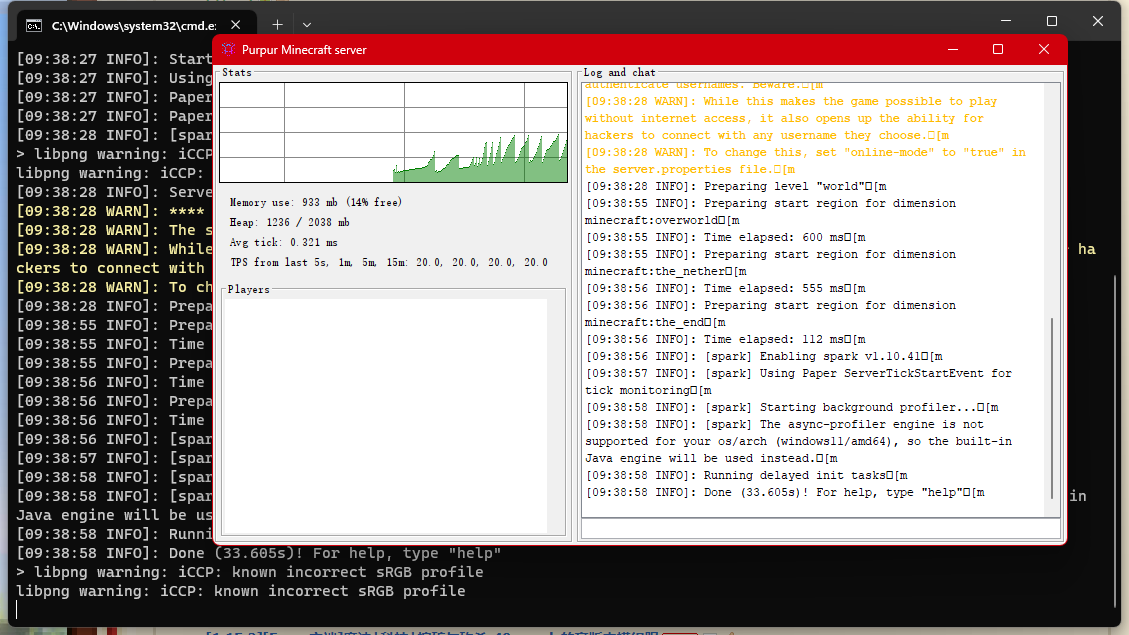 C:\Windows\system32\cmd.e
[09:38:27 INFO]: Start
[09:38:27 INFO]: Using
[09:38:27 INFO]: Paper
[09:38:27 INFO]: Paper
[09:38:28 INFO]: [spar
> libpng warning: iCCP
libpng warning: iCCP:
[09:38:28 INFO]: Serve
[09:38:28 WARN]: ****
[09:38:28 WARN]: The s
[09:38:28 WARN]: While
ha
ckers to connect with
[09:38:28 WARN]: To ch
[09:38:28 INFO]: Prepa
[09:38:55 INFO]: Prepa
[09:38:55 INFO]: Time
[09:38:55 INFO]: Prepa
[09:38:56 INFO]: Time
[09:38:56 INFO]: Prepa
[09:38:56 INFO]: Time
[09:38:56 INFO]: [spar
[09:38:57 INFO]: [spar
[09:38:58 INFO]: [spar
[09:38:58 INFO]: [spar
in
Java engine will be us
[09:38:58 INFO]: Runni
[09:38:58 INFO]: Done (33.605s)! For help, type "help"
> libpng warning: iCCP: known incorrect sRGB profile
libpng warning: iCCP: known incorrect sRGB profile
Purpur Minecraft server
Stats
Memory use: 933 mb (14% free)
Heap: 1236 / 2038 mb
Avg tick: 0.321 ms
TPS from last 5s, 1m, 5m, 15m: 20.0, 20.0, 20.0, 20.0
Players
Log and chat
authenticate usernames. Beware.□[m
[09:38:28 WARN]: While this makes the game possible to play
without internet access, it also opens up the ability for
hackers to connect with any username they choose.□[m
[09:38:28 WARN]: To change this, set "online-mode" to "true" in
the server.properties file.□[m
[09:38:28 INFO]: Preparing level "world"□[m
[09:38:55 INFO]: Preparing start region for dimension
minecraft:overworld□[m
[09:38:55 INFO]: Time elapsed: 600 ms□[m
[09:38:55 INFO]: Preparing start region for dimension
minecraft:the_nether□[m
[09:38:56 INFO]: Time elapsed: 555 ms□[m
[09:38:56 INFO]: Preparing start region for dimension
minecraft:the_end□[m
[09:38:56 INFO]: Time elapsed: 112 ms□[m
[09:38:56 INFO]: [spark] Enabling spark v1.10.41□[m
[09:38:57 INFO]: [spark] Using Paper ServerTickStartEvent for
tick monitoring□[m
[09:38:58 INFO]: [spark] Starting background profiler...□[m
[09:38:58 INFO]: [spark] The async-profiler engine is not
supported for your os/arch (windows11/amd64), so the built-in
Java engine will be used instead.□[m
[09:38:58 INFO]: Running delayed init tasks□[m
[09:38:58 INFO]: Done (33.605s)! For help, type "help"□[m